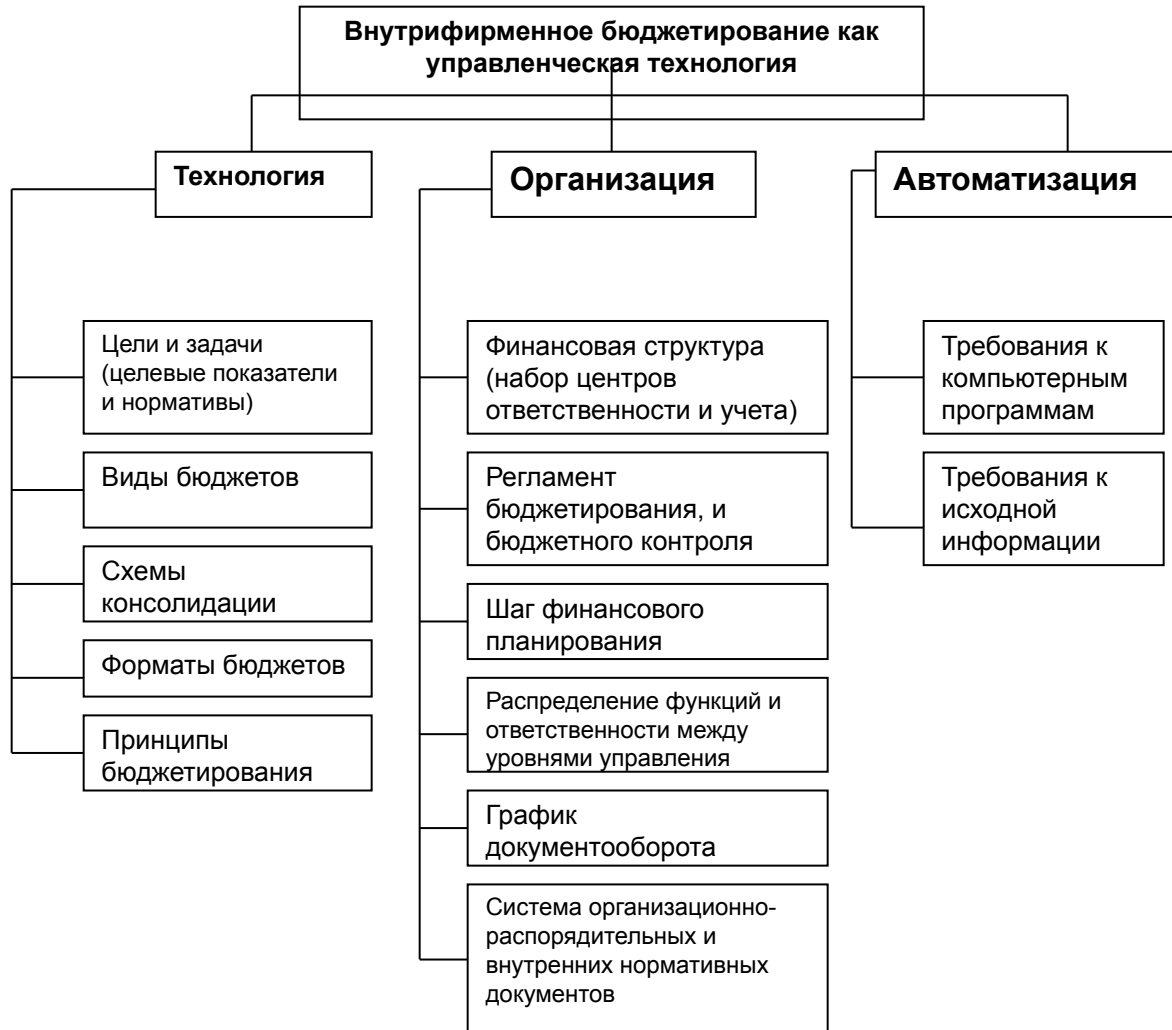 Внутрифирменное бюджетирование как
управленческая технология
Технология
Цели и задачи
(целевые показатели
и нормативы)
Виды бюджетов
Схемы
консолидации
Форматы бюджетов
Принципы
бюджетирования
Организация
Финансовая структура
(набор центров
ответственности и учета)
Регламент
бюджетирования, и
бюджетного контроля
Шаг финансового
планирования
Распределение функций и
ответственности между
уровнями управления
График
документооборота
Система организационно-
распорядительных и
внутренних нормативных
документов
Автоматизация
Требования к
компьютерным
программам
Требования к
исходной
информации